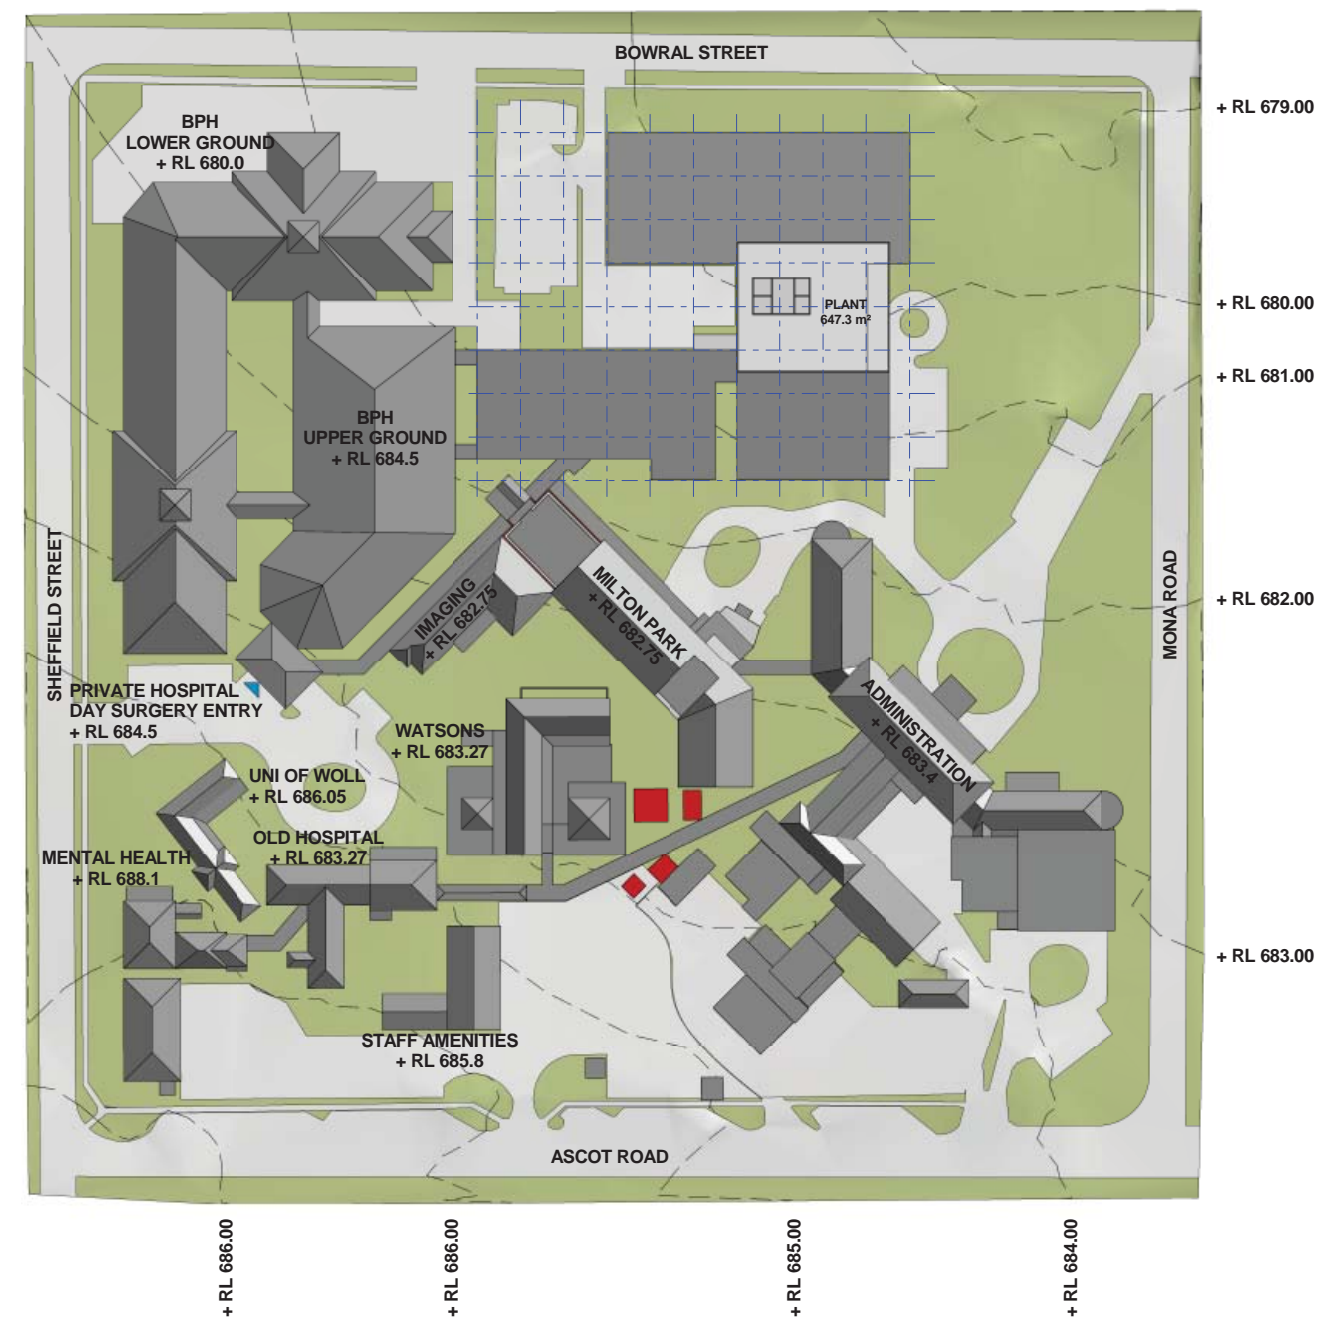 BOWRAL STREET
+ RL 679.00
BPH
LOWER GROUND
+ RL 680.0
+ RL 680.00
PLANT
647.3 m²
+ RL 681.00
BPH
UPPER GROUND
+ RL 684.5
SHEFFIELD STREET
MONA ROAD
IMAGING
+ RL 682.75
MILTON PARK
+ RL 682.75
+ RL 682.00
PRIVATE HOSPITAL
DAY SURGERY ENTRY
+ RL 684.5
ADMINISTRATION
+ RL 683.4
WATSONS
+ RL 683.27
UNI OF WOLL
+ RL 686.05
OLD HOSPITAL
+ RL 683.27
MENTAL HEALTH
+ RL 688.1
+ RL 683.00
STAFF AMENITIES
+ RL 685.8
ASCOT ROAD
+ RL 686.00
+ RL 686.00
+ RL 685.00
+ RL 684.00